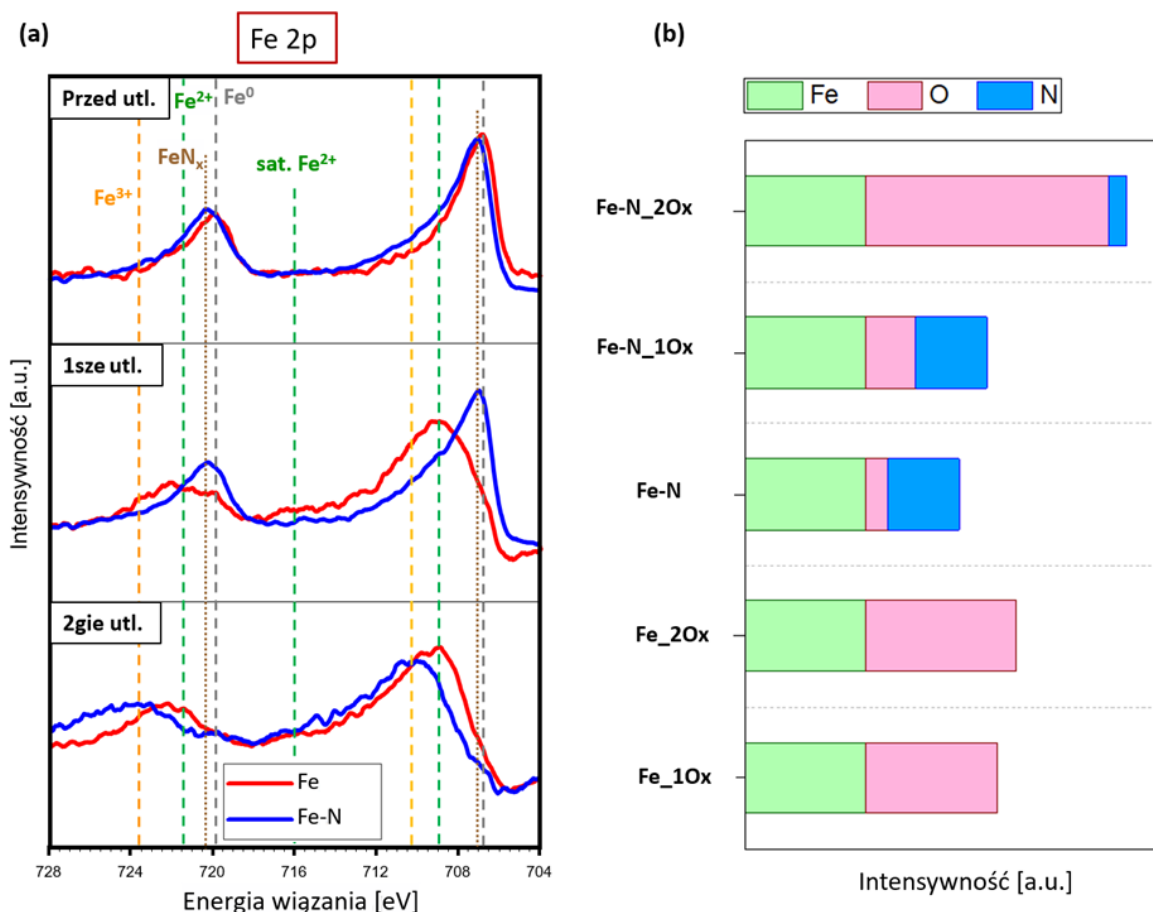 (a)
Fe 2p
Przed utl.
Fe²⁺
Fe⁰
FeNₓ
Fe³⁺
sat. Fe²⁺
1sze utl.
2gie utl.
Fe
Fe-N
Intensywność [a.u.]
728 724 720 716 712 708 704
Energia wiązania [eV]
(b)
Fe O N
Fe-N_2Ox
Fe-N_1Ox
Fe-N
Fe_2Ox
Fe_1Ox
Intensywność [a.u.]